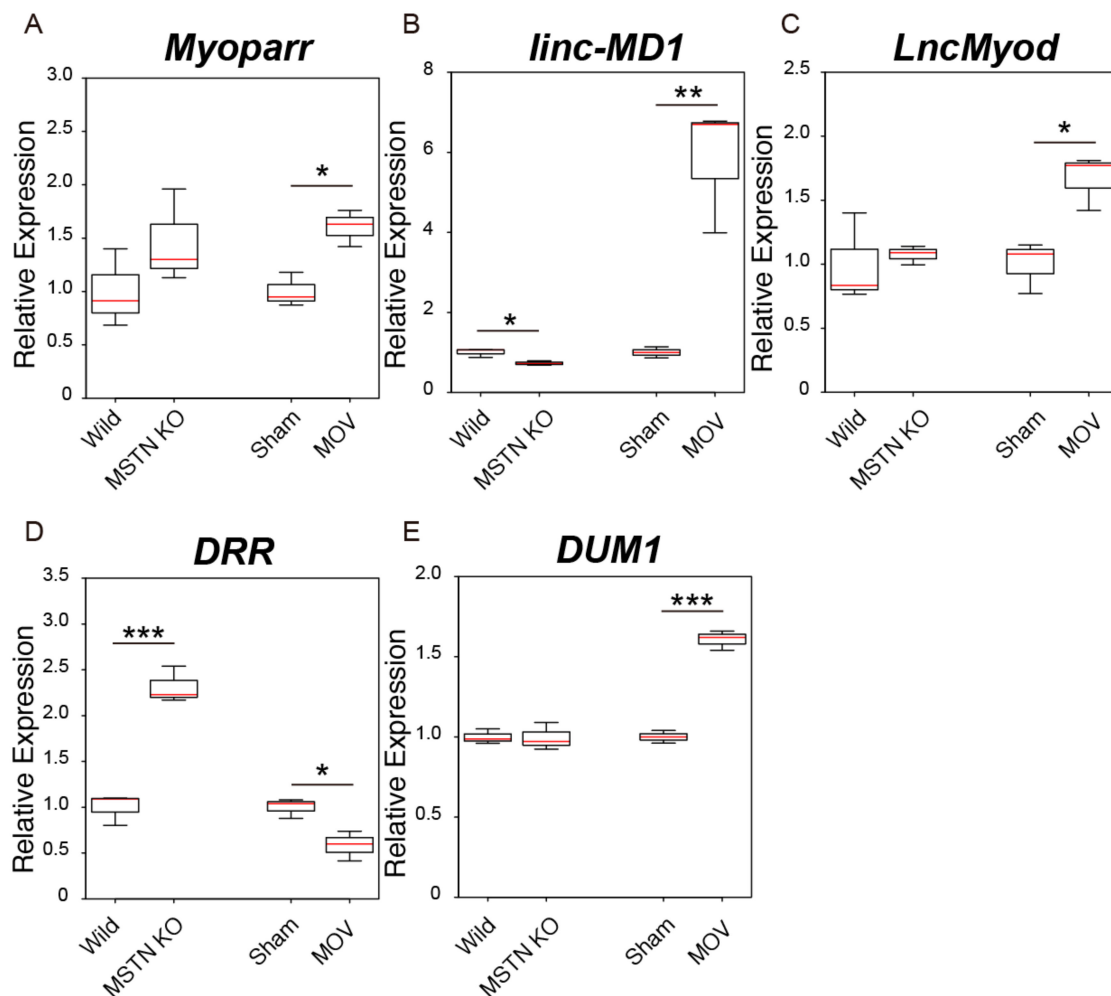 A
Myoparr
Relative Expression
3.0
2.5
2.0
1.5
1.0
0.5
0
*
Wild
MSTN KO
Sham
MOV
B
linc-MD1
Relative Expression
8
6
4
2
0
*
**
Wild
MSTN KO
Sham
MOV
C
LncMyod
Relative Expression
2.5
2.0
1.5
1.0
0.5
0
*
Wild
MSTN KO
Sham
MOV
D
DRR
Relative Expression
3.5
3.0
2.5
2.0
1.5
1.0
0.5
0
***
*
Wild
MSTN KO
Sham
MOV
E
DUM1
Relative Expression
2.0
1.5
1.0
0.5
0
***
Wild
MSTN KO
Sham
MOV